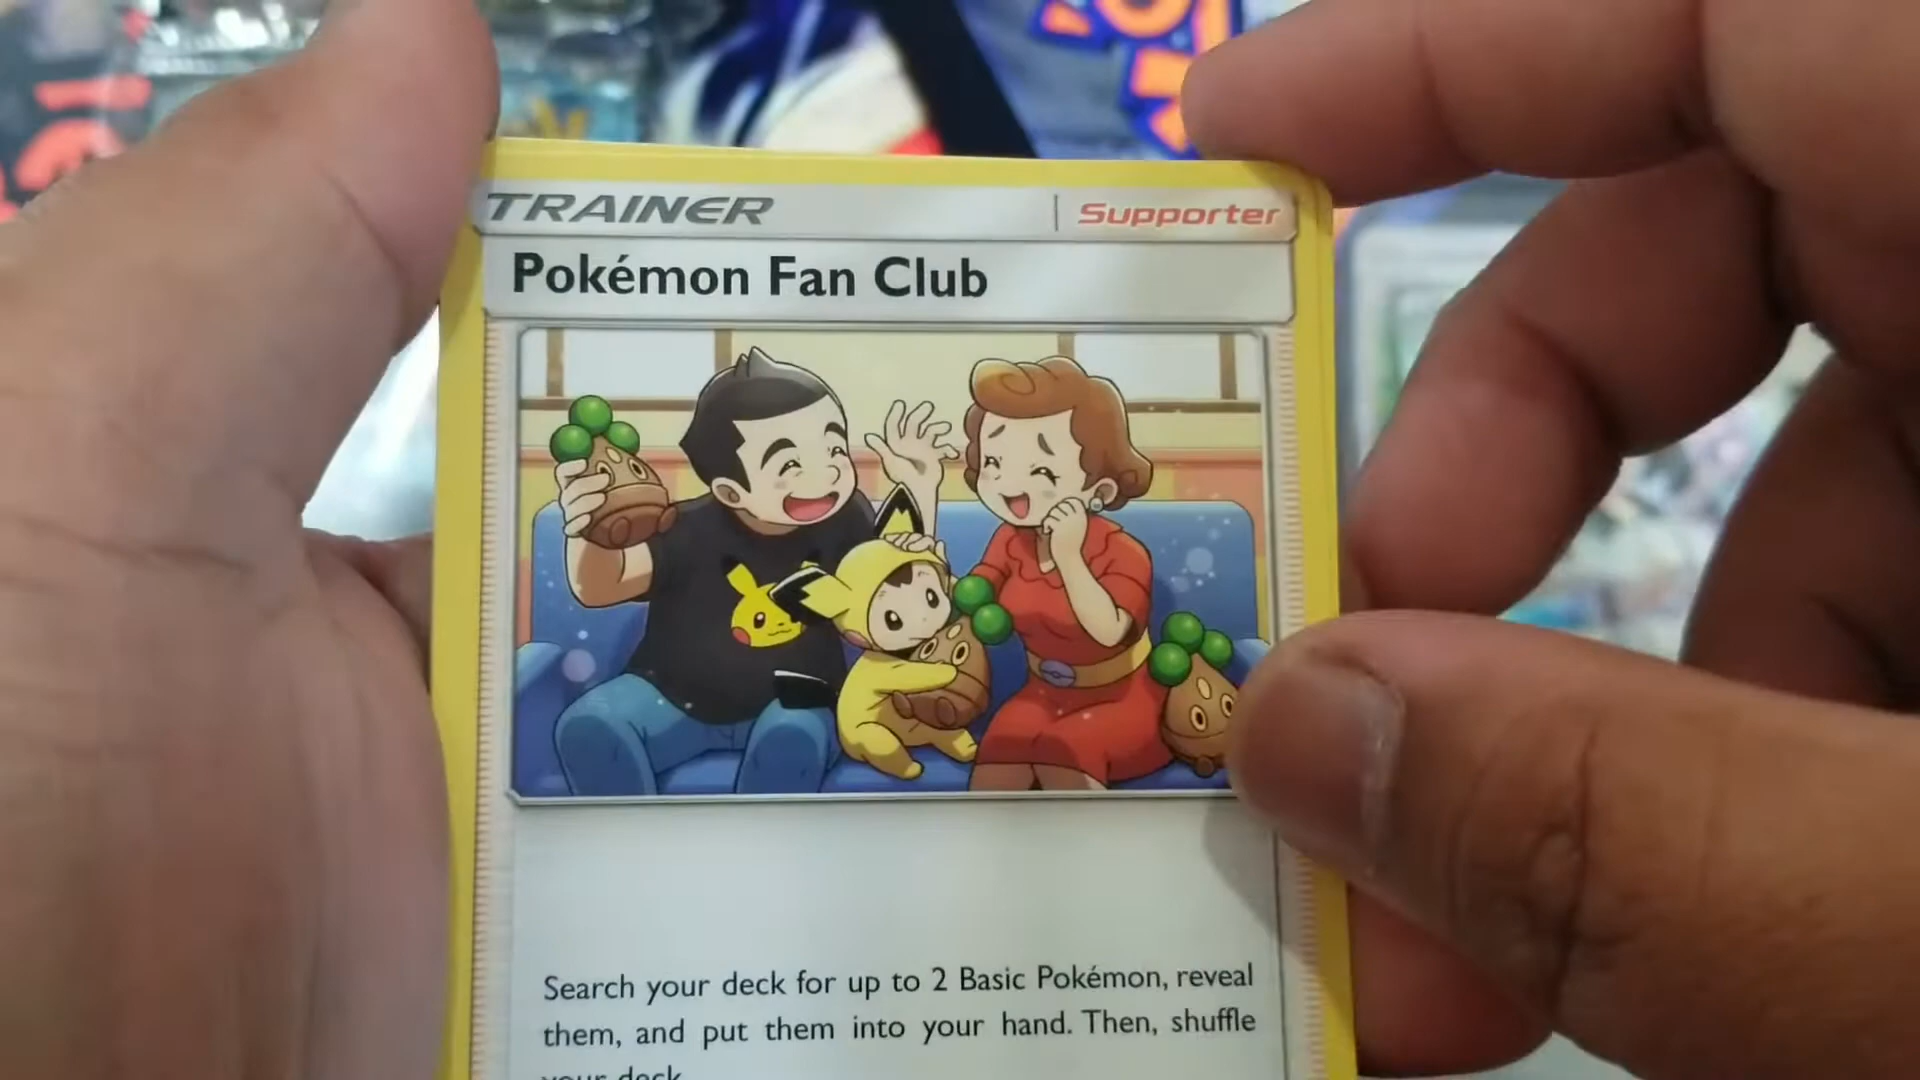 TRAINER
Supporter
Pokémon Fan Club
Search your deck for up to 2 Basic Pokémon, reveal
them, and put them into your hand. Then, shuffle
your deck.